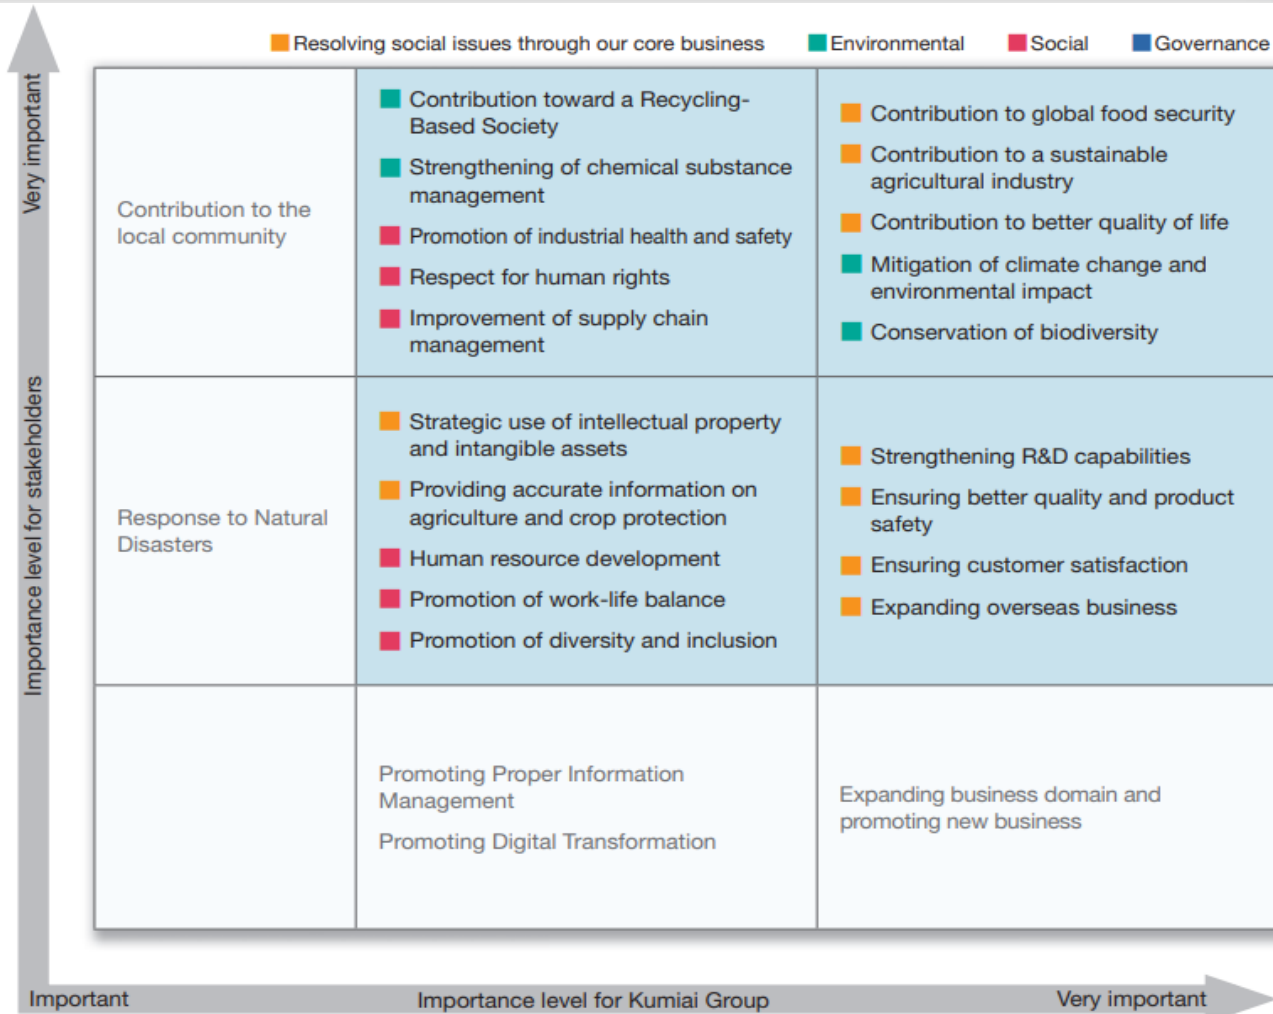 Resolving social issues through our core business
Environmental
Social
Governance
Very important
Importance level for stakeholders
Contribution to the
local community
Contribution toward a Recycling-
Based Society
Strengthening of chemical substance
management
Promotion of industrial health and safety
Respect for human rights
Improvement of supply chain
management
Contribution to global food security
Contribution to a sustainable
agricultural industry
Contribution to better quality of life
Mitigation of climate change and
environmental impact
Conservation of biodiversity
Response to Natural
Disasters
Strategic use of intellectual property
and intangible assets
Providing accurate information on
agriculture and crop protection
Human resource development
Promotion of work-life balance
Promotion of diversity and inclusion
Strengthening R&D capabilities
Ensuring better quality and product
safety
Ensuring customer satisfaction
Expanding overseas business
Promoting Proper Information
Management
Promoting Digital Transformation
Expanding business domain and
promoting new business
Important
Importance level for Kumiai Group
Very important